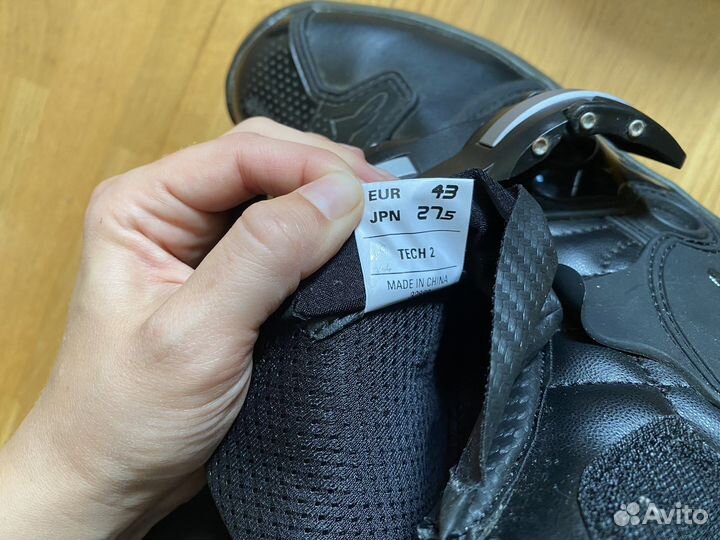 EUR 43
JPN 27.5
TECH 2
MADE IN CHINA
Avito